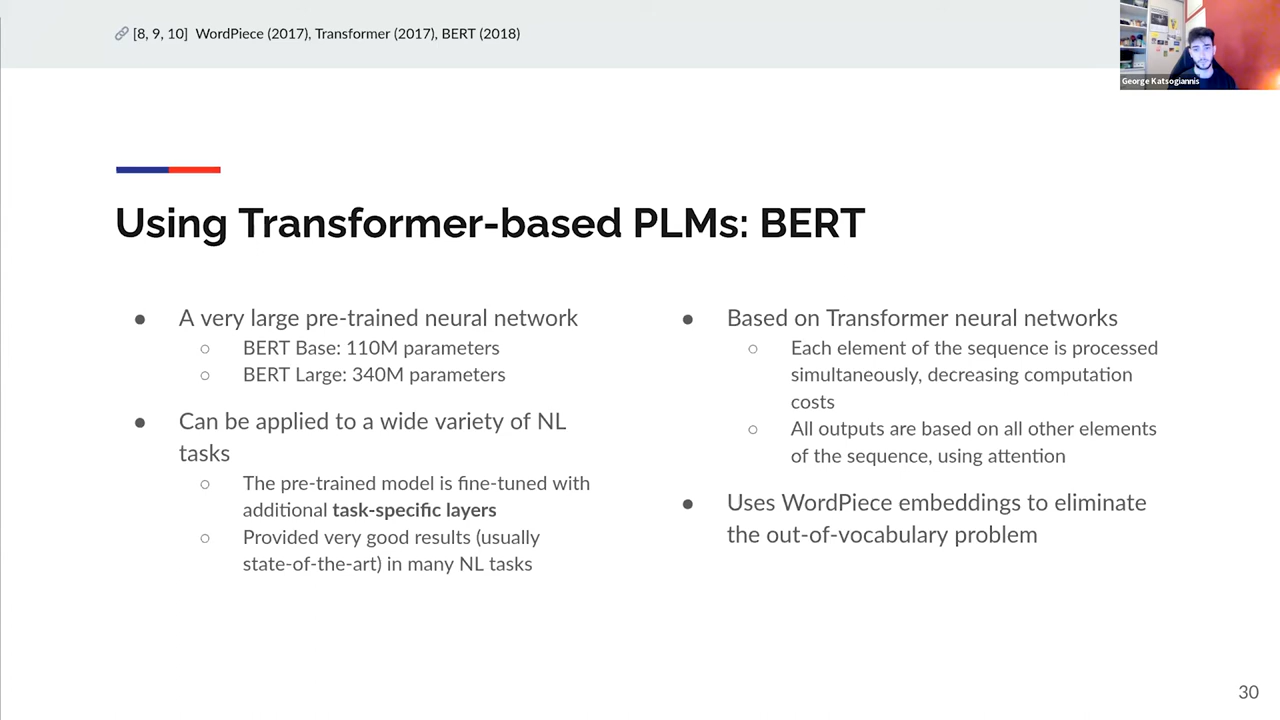 [8, 9, 10] WordPiece (2017), Transformer (2017), BERT (2018)
George Katsogiannis
Using Transformer-based PLMs: BERT
● A very large pre-trained neural network
○ BERT Base: 110M parameters
○ BERT Large: 340M parameters
● Can be applied to a wide variety of NL
tasks
○ The pre-trained model is fine-tuned with
additional task-specific layers
○ Provided very good results (usually
state-of-the-art) in many NL tasks
● Based on Transformer neural networks
○ Each element of the sequence is processed
simultaneously, decreasing computation
costs
○ All outputs are based on all other elements
of the sequence, using attention
● Uses WordPiece embeddings to eliminate
the out-of-vocabulary problem
30